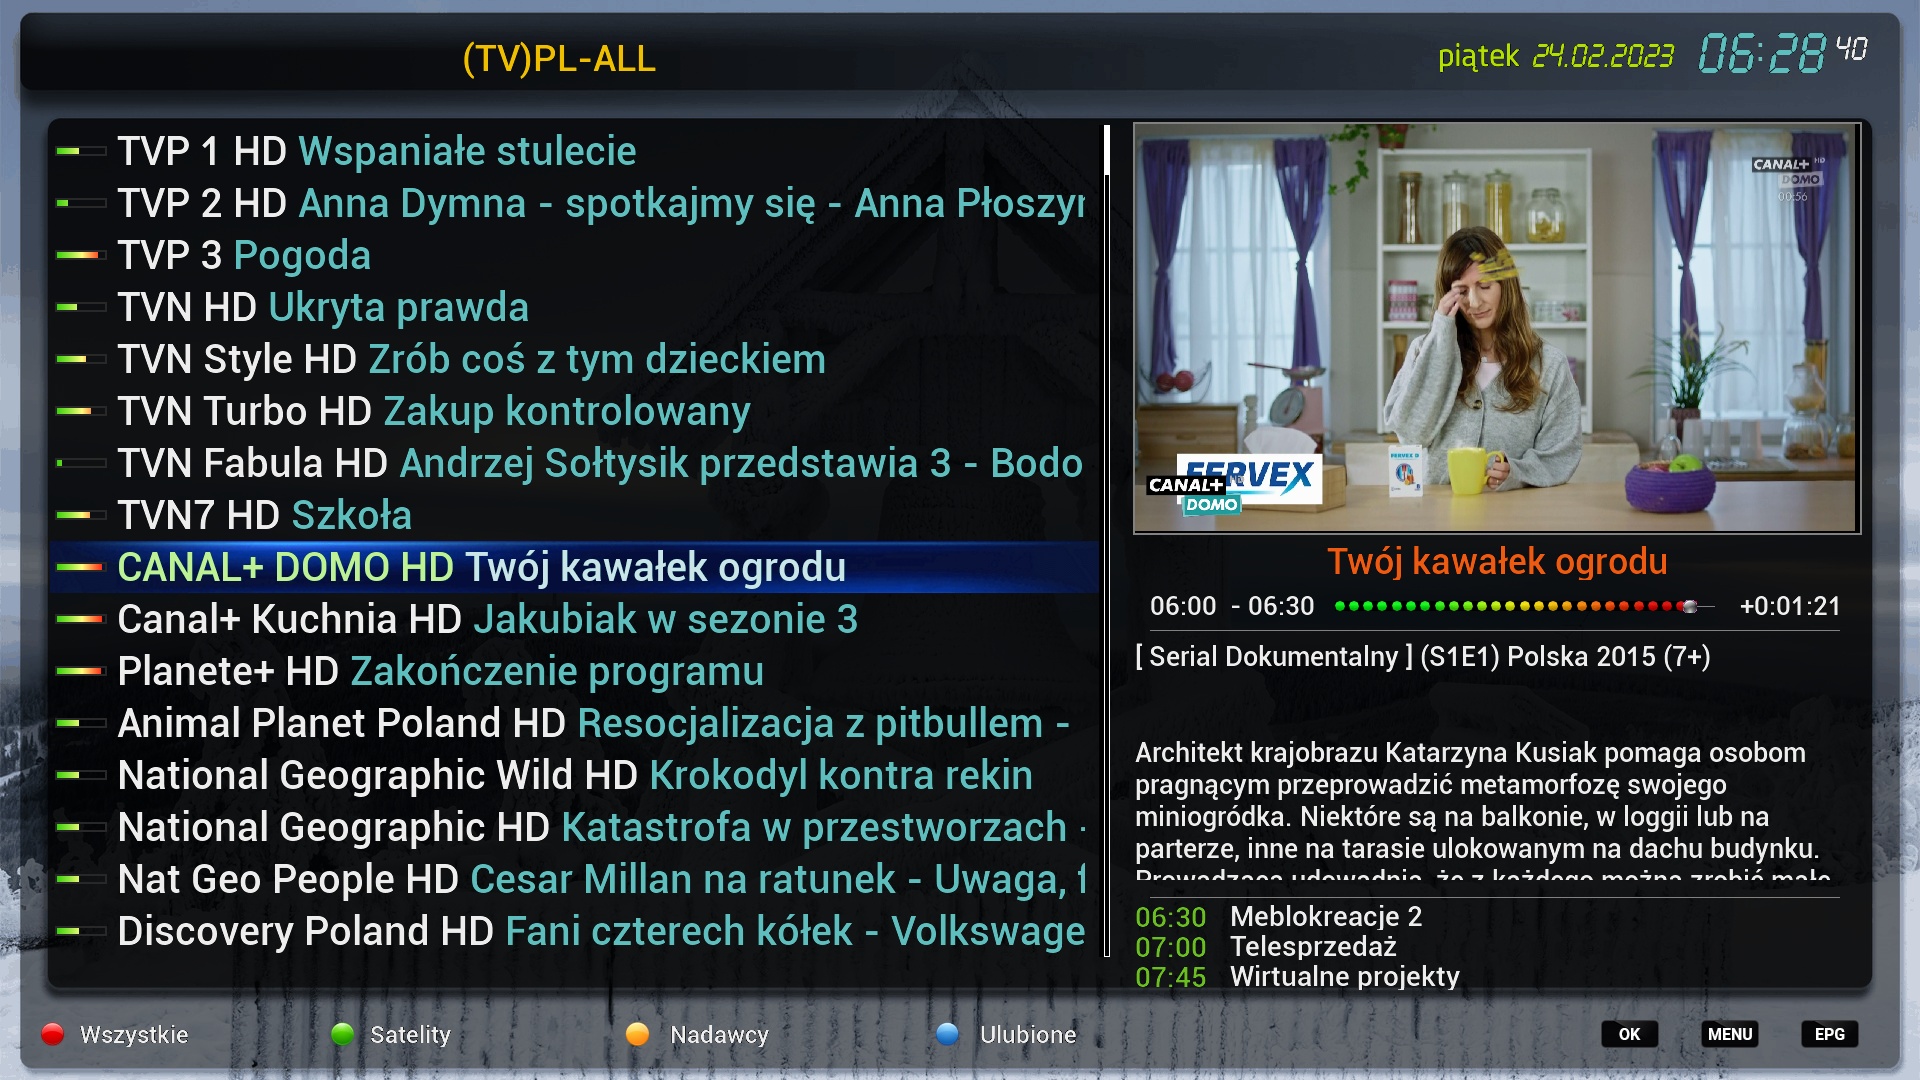 (TV)PL-ALL
piątek 24.02.2023 06:28 40
TVP 1 HD Wspaniałe stulecie
TVP 2 HD Anna Dymna - spotkajmy się - Anna
TVP 3 Pogoda
TVN HD Ukryta prawda
TVN Style HD Zrób coś z tym dzieckiem
TVN Turbo HD Zakup kontrolowany
TVN Fabula HD Andrzej Sołtysik przedstawia 3 - Bodo
TVN7 HD Szkoła
CANAL+ DOMO HD Twój kawałek ogrodu
Canal+ Kuchnia HD Jakubiak w sezonie 3
Planete+ HD Zakończenie programu
Animal Planet Poland HD Resocjalizacja z pitbullem -
National Geographic Wild HD Krokodyl kontra rekin
National Geographic HD Katastrofa w przestworzach -
Nat Geo People HD Cesar Millan na ratunek - Uwaga,
Discovery Poland HD Fani czterech kółek - Volkswage
CANAL+ HD
DOMO
00:56
FERVEX
FERVEX D
CANAL+ HD
DOMO
Twój kawałek ogrodu
06:00 - 06:30 +0:01:21
[ Serial Dokumentalny ] (S1E1) Polska 2015 (7+)
Architekt krajobrazu Katarzyna Kusiak pomaga osobom
pragnącym przeprowadzić metamorfozę swojego
miniogródka. Niektóre są na balkonie, w loggii lub na
parterze, inne na tarasie ulokowanym na dachu budynku.
06:30 Meblokreacje 2
07:00 Telesprzedaż
07:45 Wirtualne projekty
Wszystkie Satelity Nadawcy Ulubione OK MENU EPG